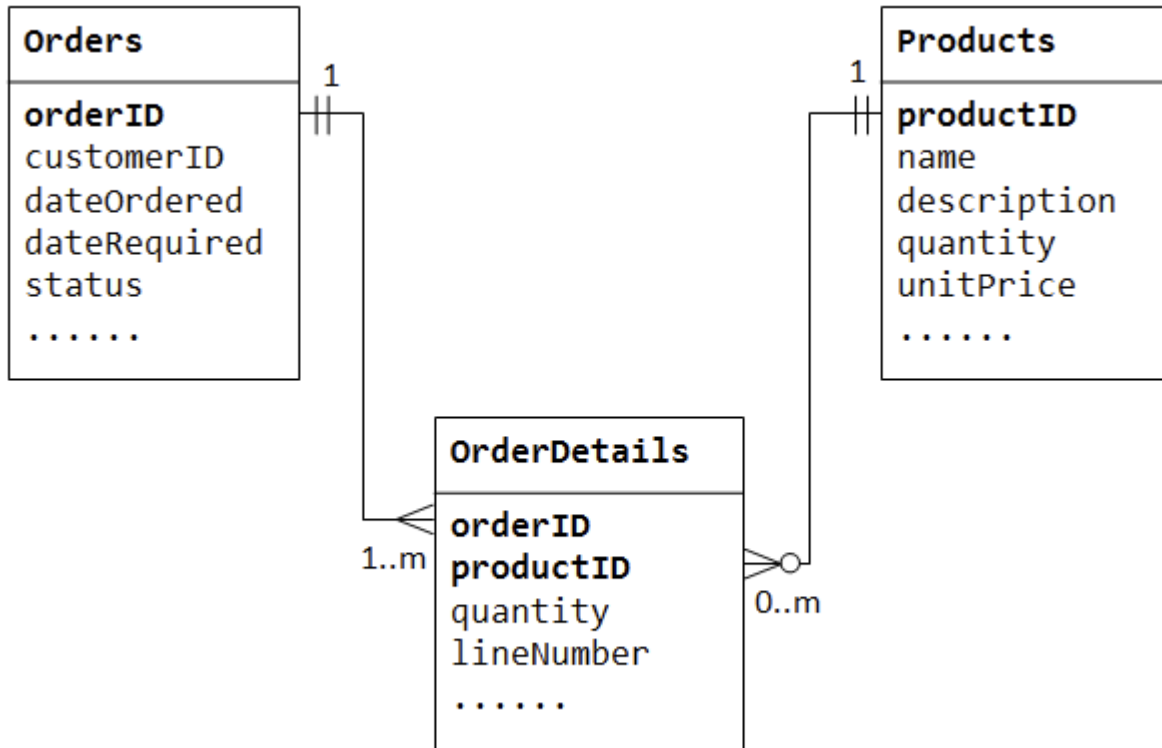 Orders
orderID
customerID
dateOrdered
dateRequired
status
......
1
1..m
Products
productID
name
description
quantity
unitPrice
......
1
0..m
OrderDetails
orderID
productID
quantity
lineNumber
......